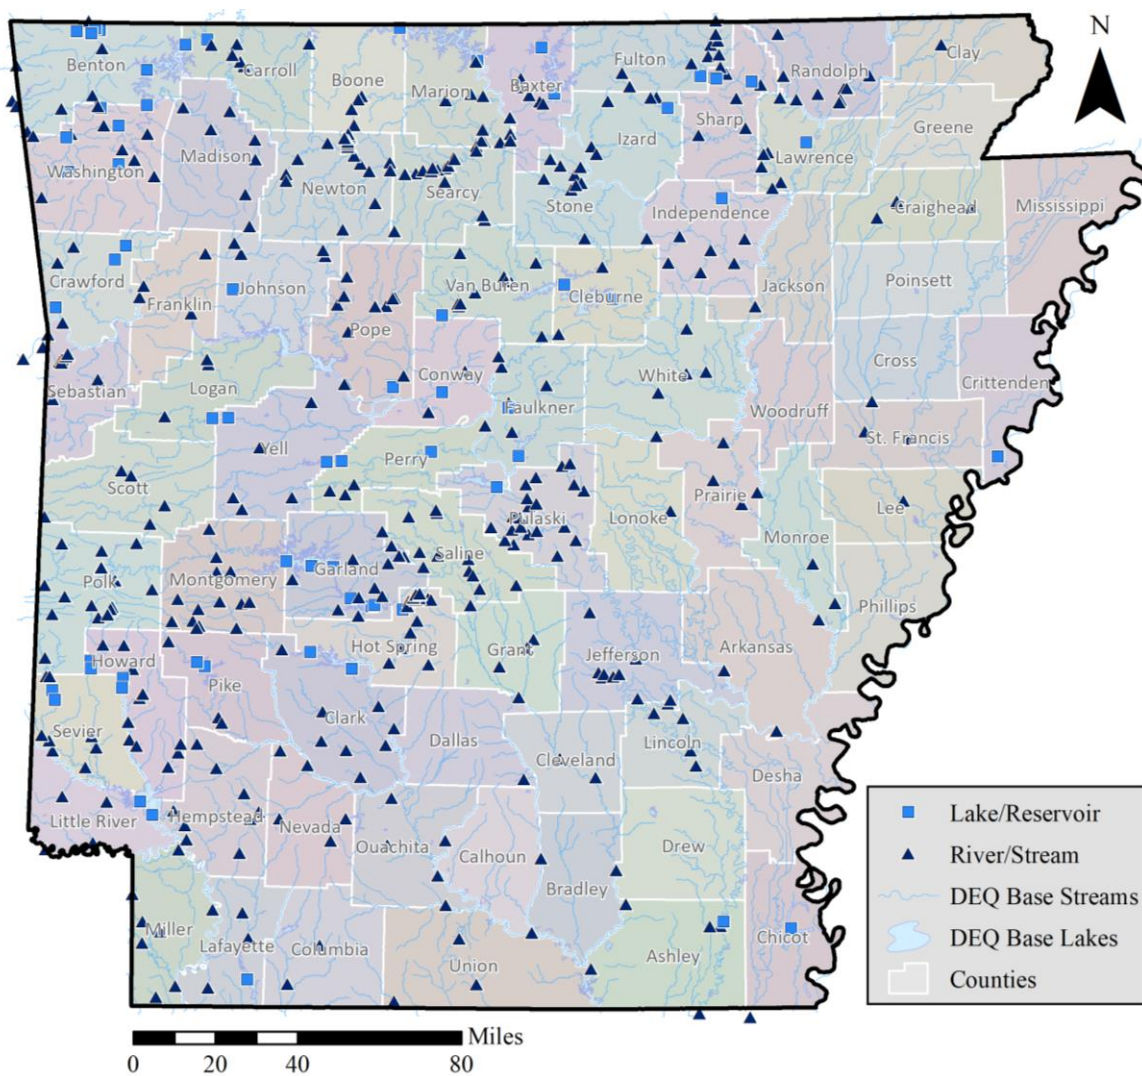 N
Benton
Carroll
Boone
Marion
Baxter
Fulton
Randolph
Clay
Sharp
Izard
Greene
Washington
Madison
Newton
Searcy
Stone
Lawrence
Independence
Craighead
Mississippi
Crawford
Franklin
Johnson
Van Buren
Cleburne
Jackson
Poinsett
Pope
Sebastian
Logan
Conway
White
Cross
Crittenden
Faulkner
Woodruff
St. Francis
Yell
Perry
Scott
Pulaski
Lonoke
Prairie
Lee
Monroe
Polk
Montgomery
Garland
Saline
Phillips
Howard
Hot Spring
Grant
Jefferson
Arkansas
Pike
Sevier
Clark
Dallas
Cleveland
Lincoln
Desha
Little River
Hempstead
Nevada
Ouachita
Calhoun
Drew
Bradley
Miller
Lafayette
Columbia
Union
Ashley
Chicot
Lake/Reservoir
River/Stream
DEQ Base Streams
DEQ Base Lakes
Counties
Miles
0 20 40 80